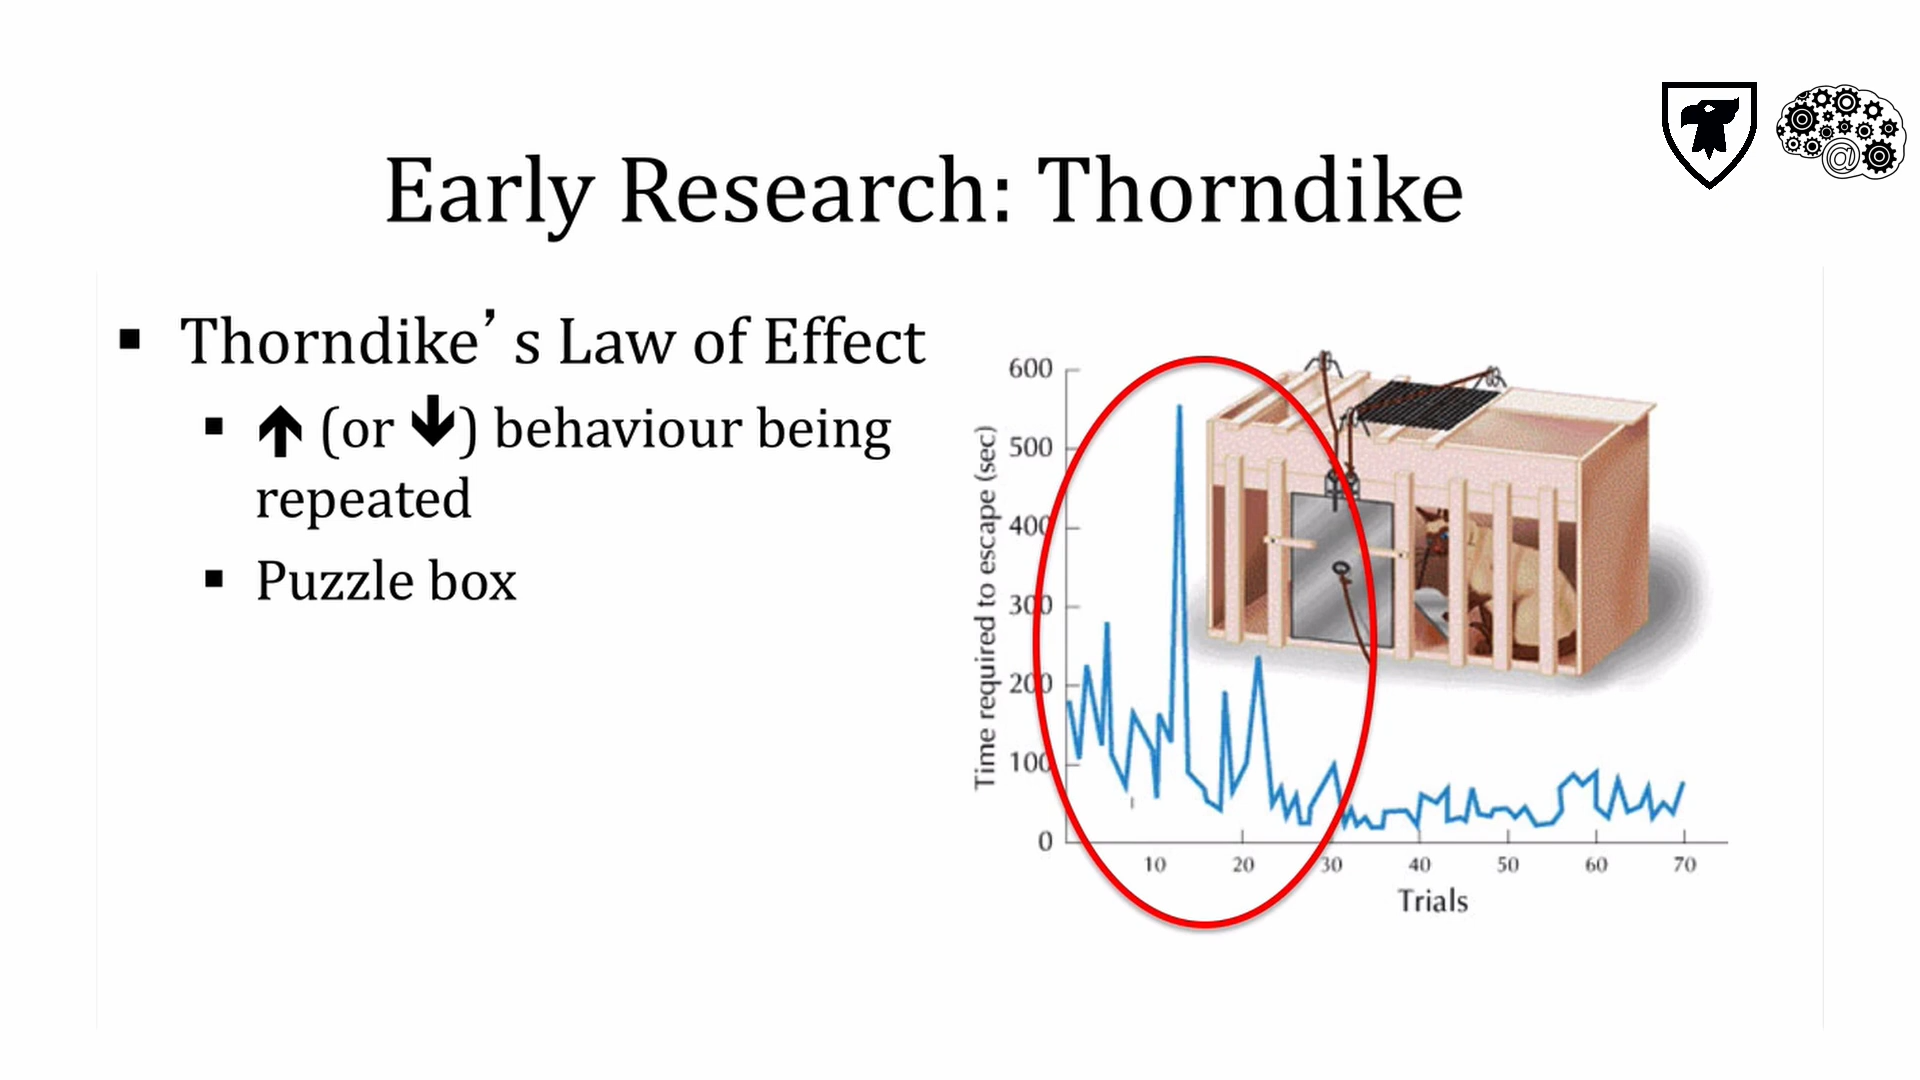 Early Research: Thorndike
▪ Thorndike’s Law of Effect
▪ 🡹 (or 🡻) behaviour being
repeated
▪ Puzzle box
Time required to escape (sec)
600
500
400
300
200
100
0
10 20 30 40 50 60 70
Trials
@